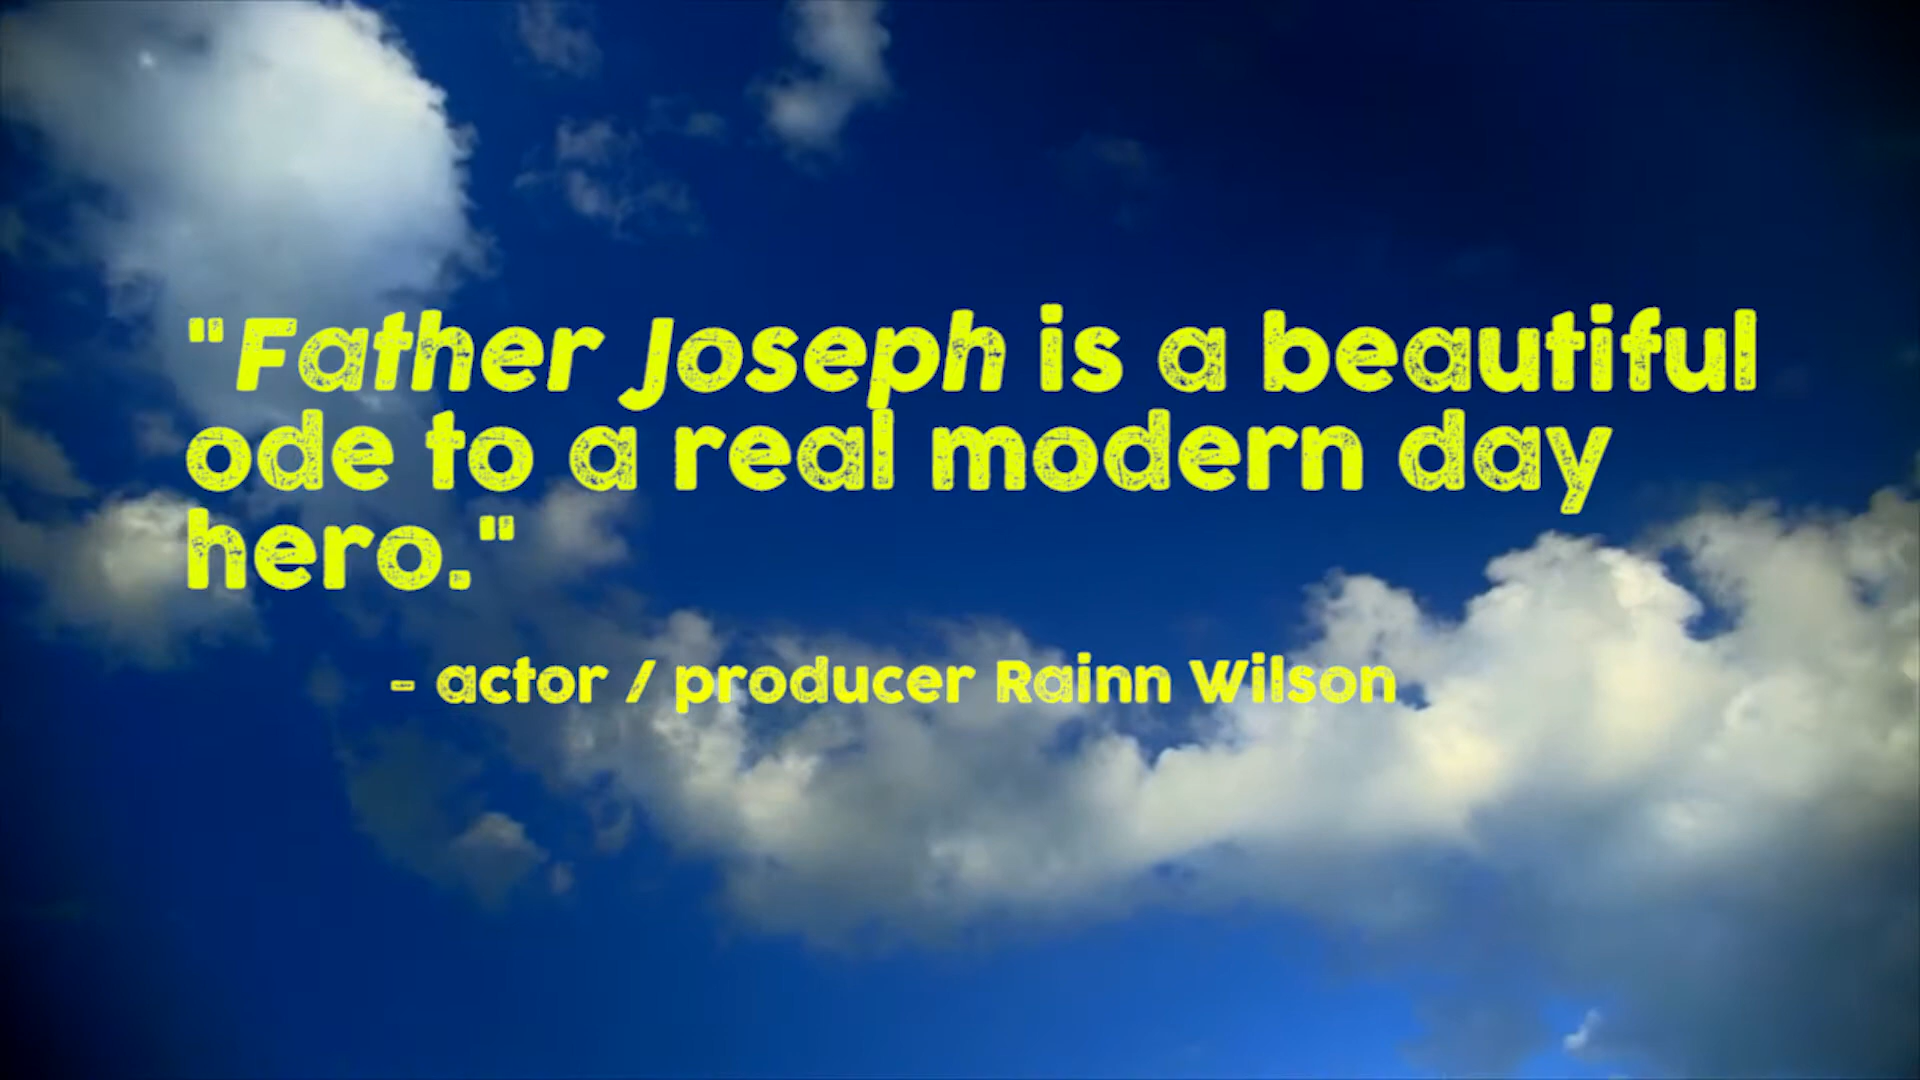 "Father Joseph is a beautiful
ode to a real modern day
hero."
- actor / producer Rainn Wilson